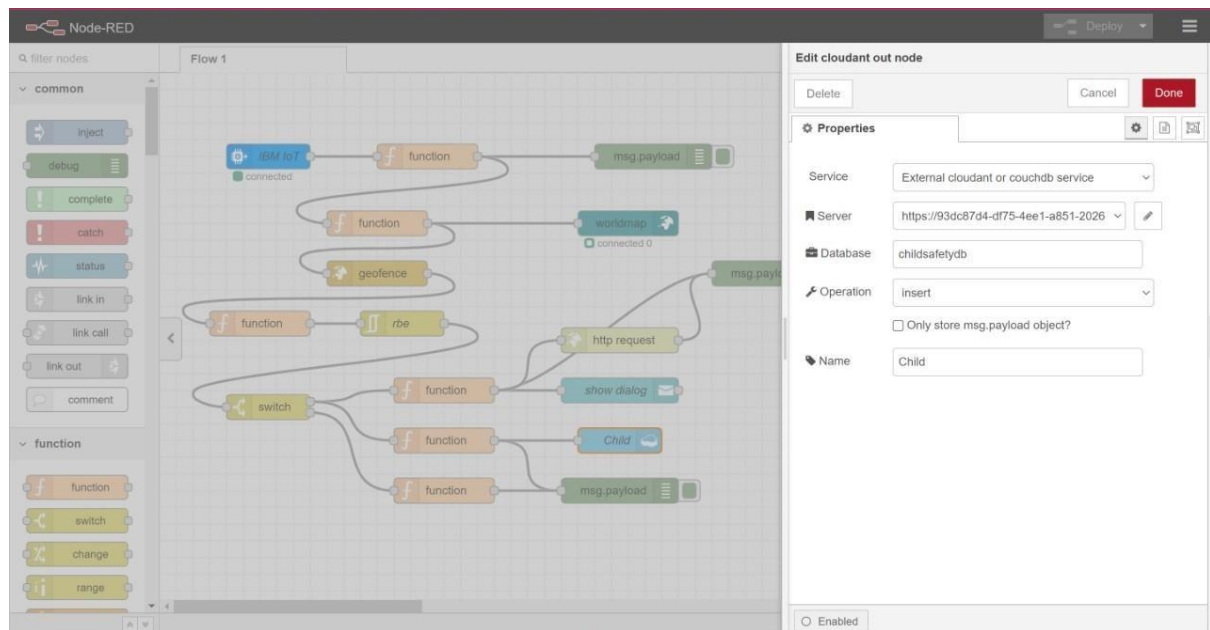 Node-RED
Deploy
filter nodes
Flow 1
common
inject
debug
complete
catch
status
link in
link call
link out
comment
function
function
switch
change
range
IBM IoT
connected
function
msg.payload
function
worldmap
connected 0
geofence
function
rbe
msg.paylo
http request
switch
function
show dialog
function
Child
function
msg.payload
Edit cloudant out node
Delete
Cancel
Done
Properties
Service
External cloudant or couchdb service
Server
https://93dc87d4-df75-4ee1-a851-2026
Database
childsafetydb
Operation
insert
Only store msg.payload object?
Name
Child
Enabled